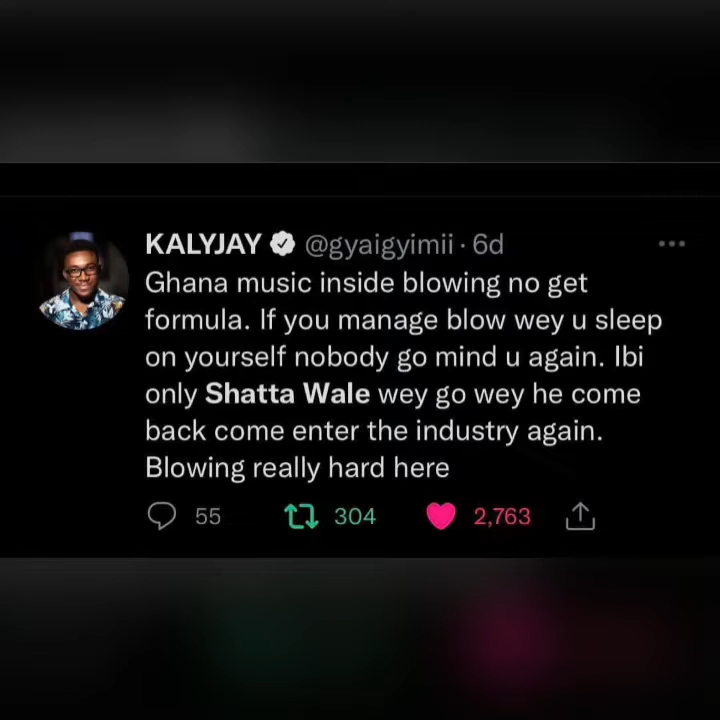 KALYJAY @gyaigyimii · 6d
Ghana music inside blowing no get
formula. If you manage blow wey u sleep
on yourself nobody go mind u again. Ibi
only Shatta Wale wey go wey he come
back come enter the industry again.
Blowing really hard here
55 304 2,763